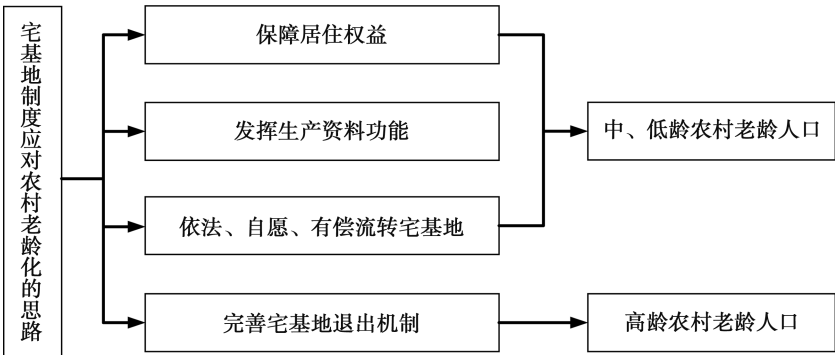 宅基地制度应对农村老龄化的思路
保障居住权益
发挥生产资料功能
依法、自愿、有偿流转宅基地
完善宅基地退出机制
中、低龄农村老龄人口
高龄农村老龄人口